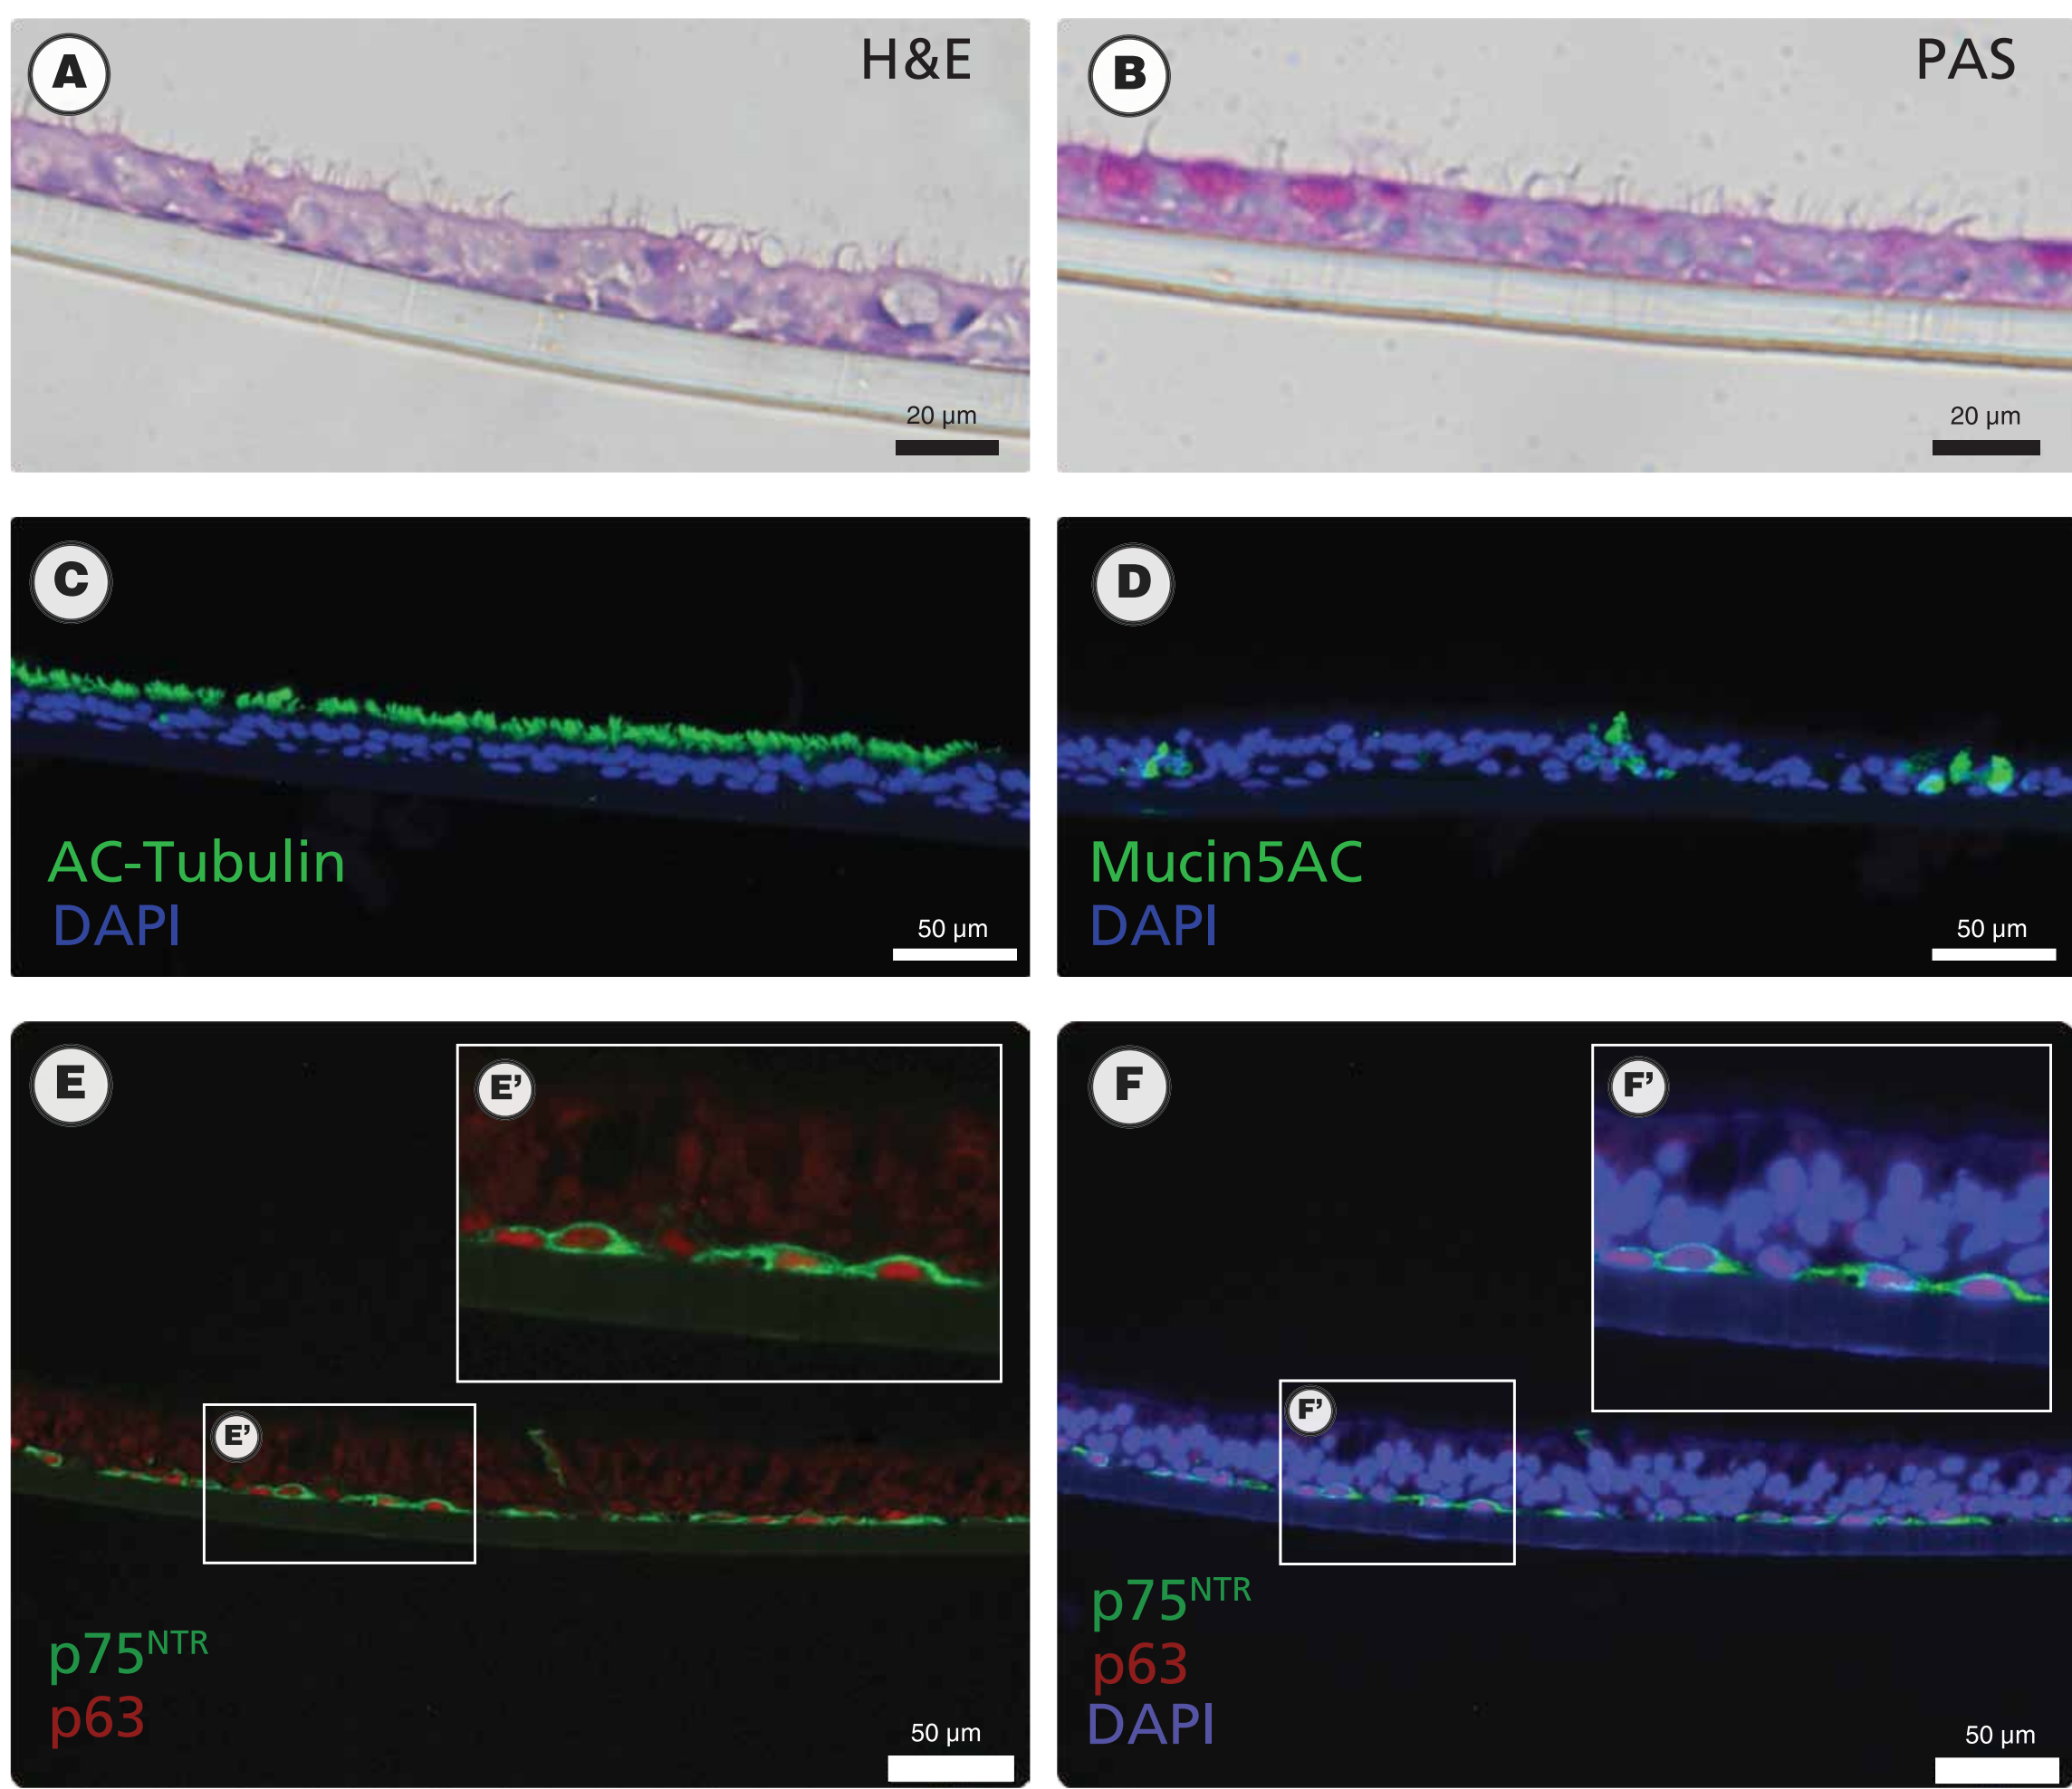 A
H&E
20 µm
B
PAS
20 µm
C
AC-Tubulin
DAPI
50 µm
D
Mucin5AC
DAPI
50 µm
E
E’
E’
p75NTR
p63
50 µm
F
F’
F’
p75NTR
p63
DAPI
50 µm